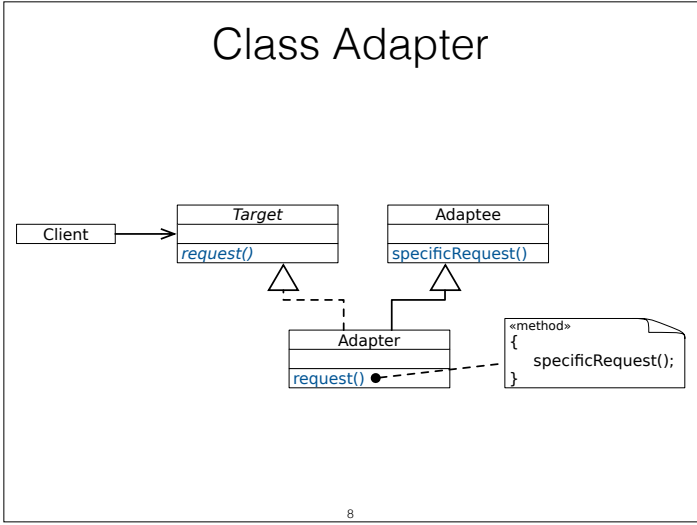 Class Adapter
Client
Target
request()
Adaptee
specificRequest()
Adapter
request()
«method»
{
specificRequest();
}
8